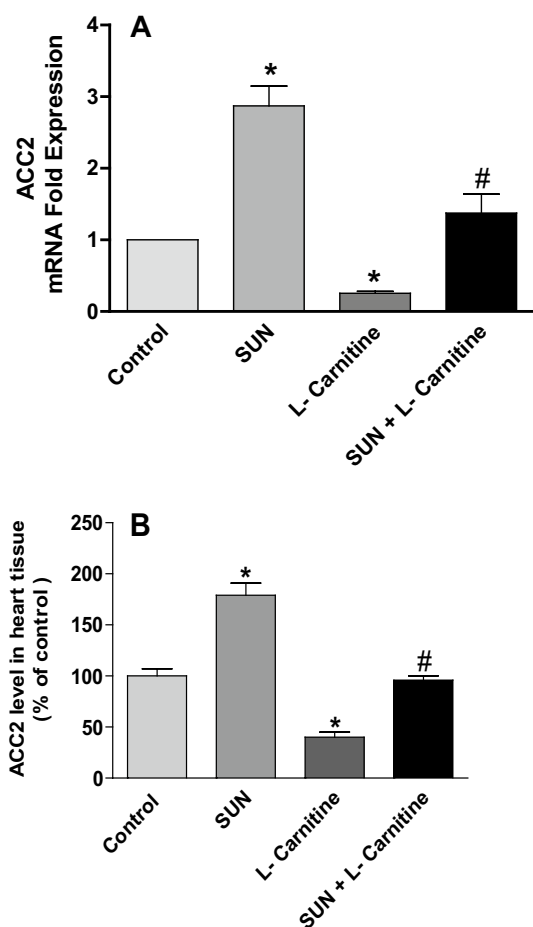 A
ACC2
mRNA Fold Expression
4
3
2
1
0
*
*
#
Control
SUN
L- Carnitine
SUN + L- Carnitine
B
ACC2 level in heart tissue
(% of control )
250
200
150
100
50
0
*
*
#
Control
SUN
L- Carnitine
SUN + L- Carnitine